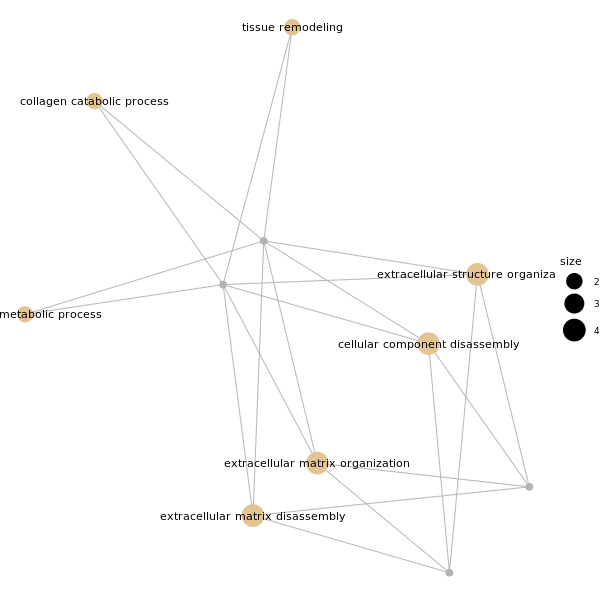 tissue remodeling
collagen catabolic process
size
extracellular structure organiza
2
3
metabolic process
4
cellular component disassembly
extracellular matrix organization
extracellular matrix disassembly